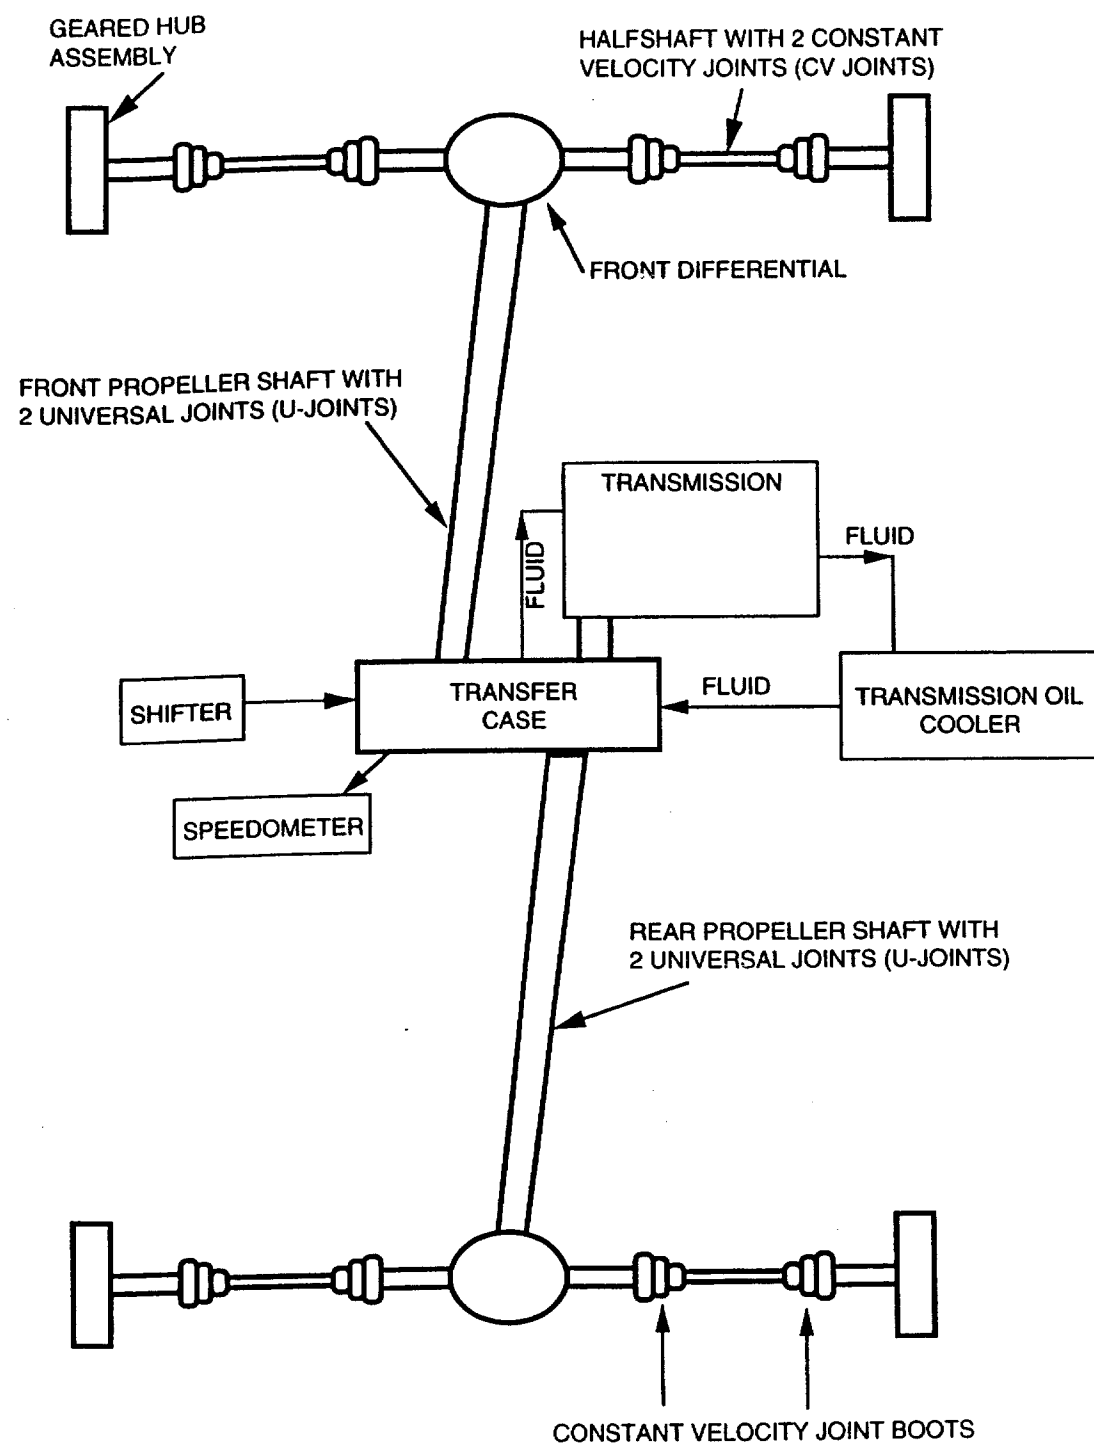 GEARED HUB
ASSEMBLY
HALFSHAFT WITH 2 CONSTANT
VELOCITY JOINTS (CV JOINTS)
FRONT DIFFERENTIAL
FRONT PROPELLER SHAFT WITH
2 UNIVERSAL JOINTS (U-JOINTS)
TRANSMISSION
FLUID
FLUID
SHIFTER
TRANSFER
CASE
FLUID
TRANSMISSION OIL
COOLER
SPEEDOMETER
REAR PROPELLER SHAFT WITH
2 UNIVERSAL JOINTS (U-JOINTS)
CONSTANT VELOCITY JOINT BOOTS